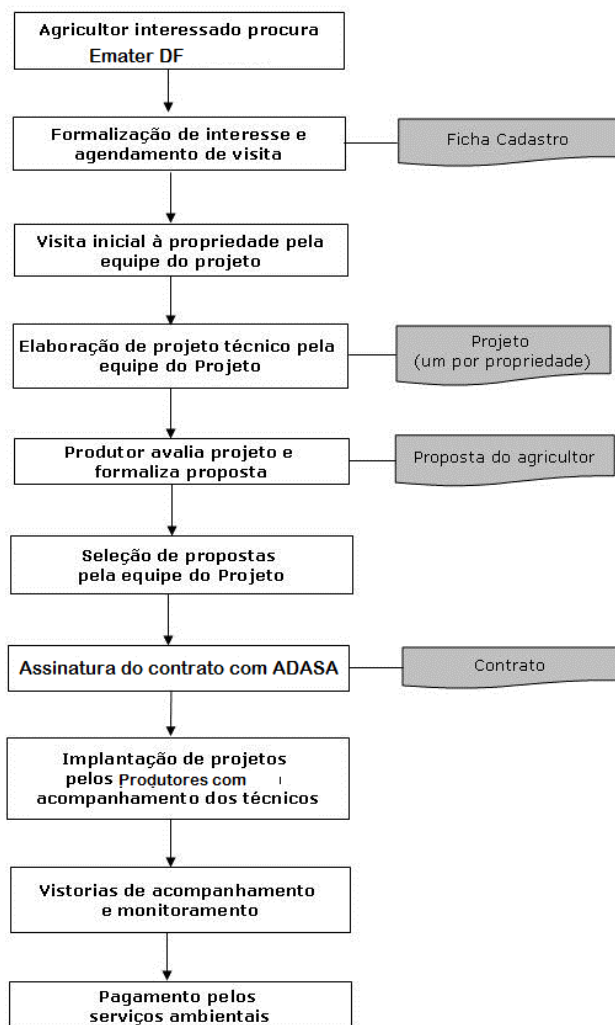 Agricultor interessado procura
Emater DF
Formalização de interesse e
agendamento de visita
Ficha Cadastro
Visita inicial à propriedade pela
equipe do projeto
Elaboração de projeto técnico pela
equipe do Projeto
Projeto
(um por propriedade)
Produtor avalia projeto e
formaliza proposta
Proposta do agricultor
Seleção de propostas
pela equipe do Projeto
Assinatura do contrato com ADASA
Contrato
Implantação de projetos
pelos Produtores com
acompanhamento dos técnicos
Vistorias de acompanhamento
e monitoramento
Pagamento pelos
serviços ambientais